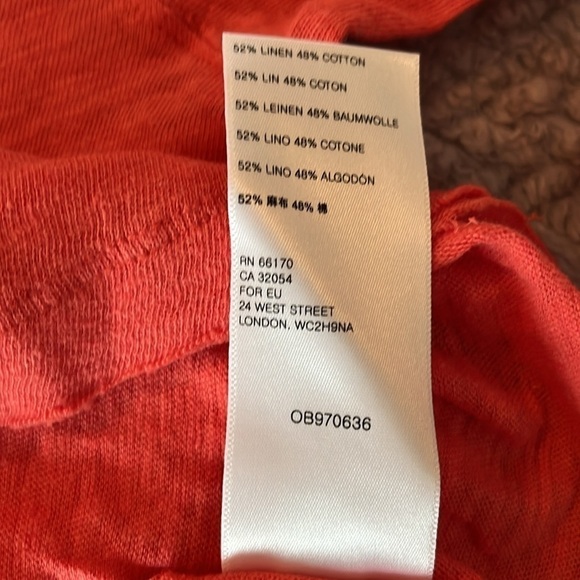 52% LINEN 48% COTTON
52% LIN 48% COTON
52% LEINEN 48% BAUMWOLLE
52% LINO 48% COTONE
52% LINO 48% ALGODÓN
52% 麻布 48% 棉
RN 66170
CA 32054
FOR EU
24 WEST STREET
LONDON, WC2H9NA
OB970636